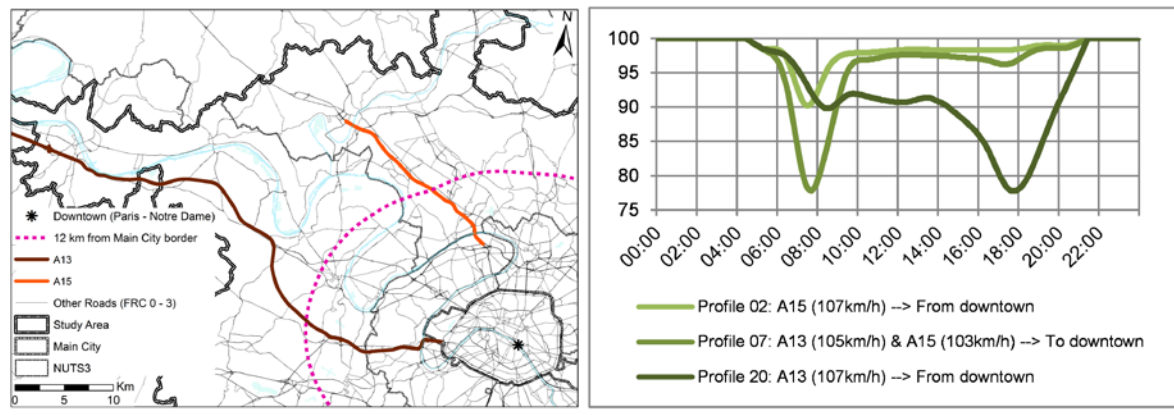 N
Downtown (Paris - Notre Dame)
12 km from Main City border
A13
A15
Other Roads (FRC 0 - 3)
Study Area
Main City
NUTS3
Km
0 5 10
100
95
90
85
80
75
00:00 02:00 04:00 06:00 08:00 10:00 12:00 14:00 16:00 18:00 20:00 22:00
Profile 02: A15 (107km/h) --> From downtown
Profile 07: A13 (105km/h) & A15 (103km/h) --> To downtown
Profile 20: A13 (107km/h) --> From downtown